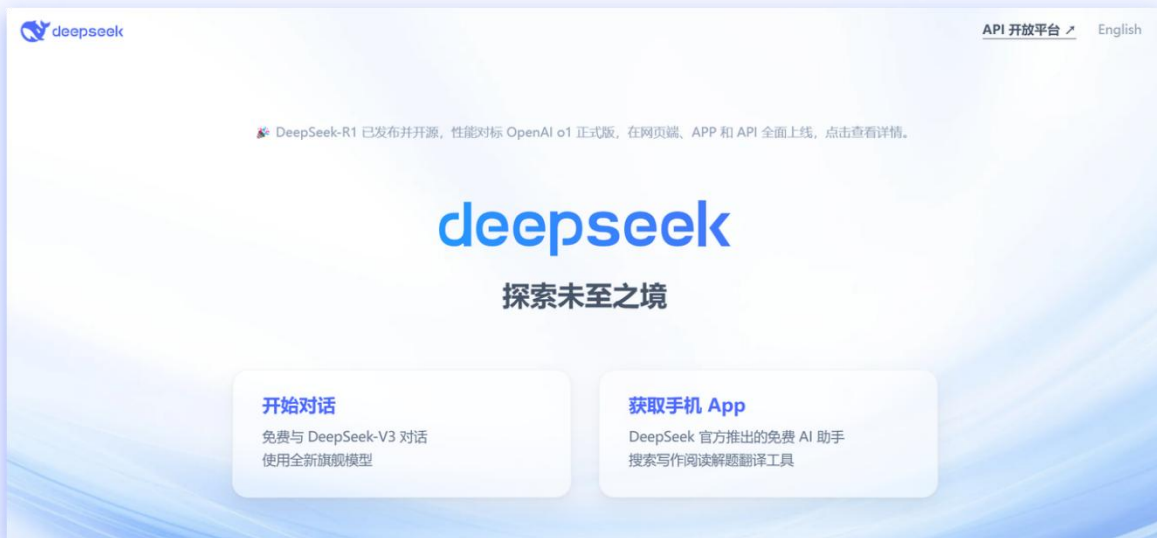 deepseek
API 开放平台 ↗
English
🎉 DeepSeek-R1 已发布并开源，性能对标 OpenAI o1 正式版，在网页端、APP 和 API 全面上线，点击查看详情。
deepseek
探索未至之境
开始对话
免费与 DeepSeek-V3 对话
使用全新旗舰模型
获取手机 App
DeepSeek 官方推出的免费 AI 助手
搜索写作阅读解题翻译工具